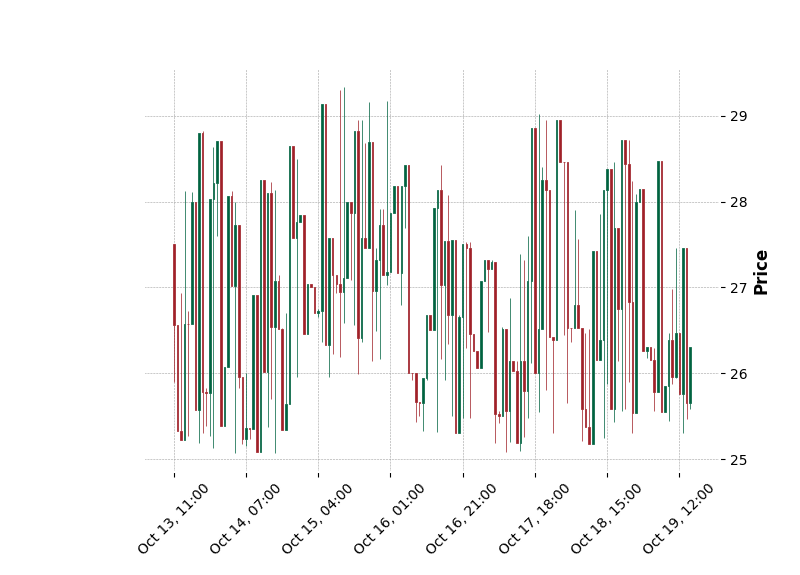 29
28
27
26
25
Price
Oct 13, 11:00
Oct 14, 07:00
Oct 15, 04:00
Oct 16, 01:00
Oct 16, 21:00
Oct 17, 18:00
Oct 18, 15:00
Oct 19, 12:00